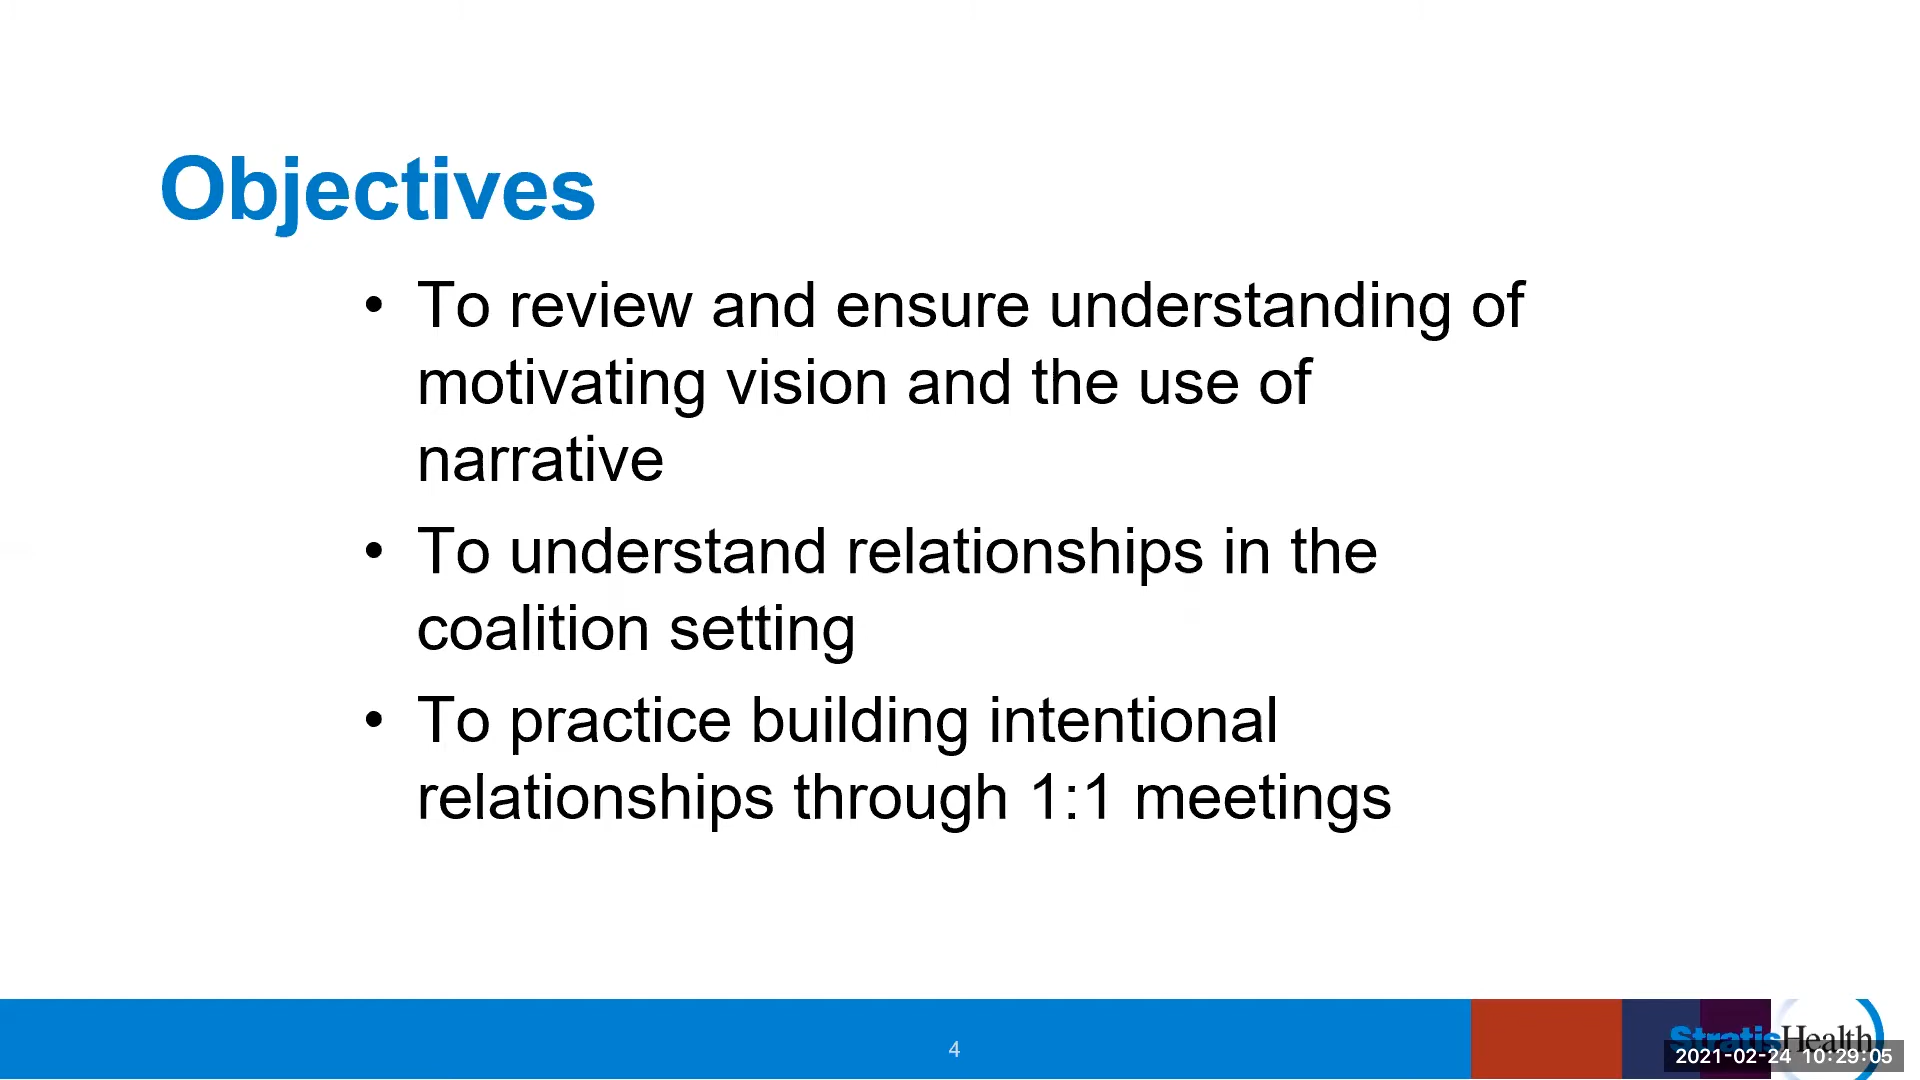 Objectives
• To review and ensure understanding of
motivating vision and the use of
narrative
• To understand relationships in the
coalition setting
• To practice building intentional
relationships through 1:1 meetings
4
StratisHealth
2021-02-24 10:29:05